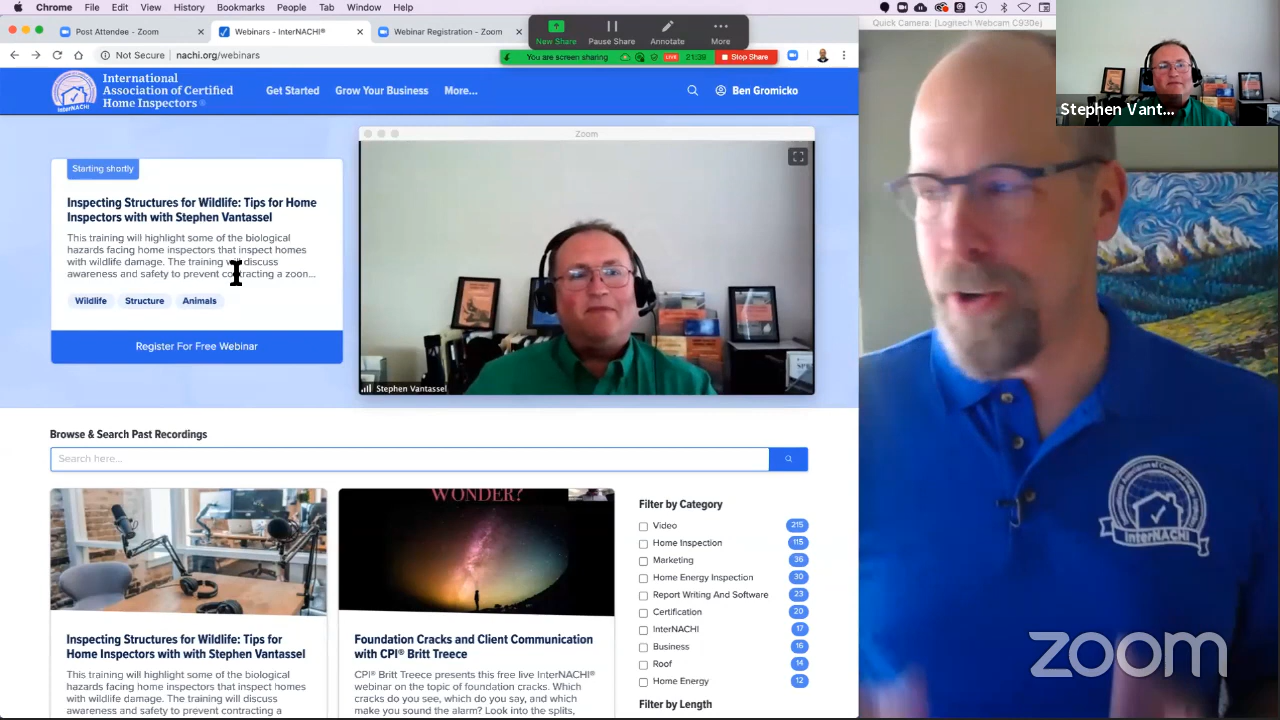 Chrome File Edit View History Bookmarks People Tab Window Help
Quick Camera: [Logitech Webcam C930e]
Post Attendee - Zoom
Webinars - InterNACHI®
Webinar Registration - Zoom
New Share
Pause Share
Annotate
More
Not Secure nachi.org/webinars
You are screen sharing
LIVE
21:39
Stop Share
International
Association of Certified
Home Inspectors®
InterNACHI
Get Started
Grow Your Business
More...
Ben Gromicko
Stephen Vant...
Starting shortly
Inspecting Structures for Wildlife: Tips for Home
Inspectors with with Stephen Vantassel
This training will highlight some of the biological
hazards facing home inspectors that inspect homes
with wildlife damage. The training will discuss
awareness and safety to prevent contracting a zoon...
Wildlife
Structure
Animals
Register For Free Webinar
Zoom
Stephen Vantassel
Browse & Search Past Recordings
Search here...
WONDER?
Inspecting Structures for Wildlife: Tips for
Home Inspectors with with Stephen Vantassel
This training will highlight some of the biological
hazards facing home inspectors that inspect homes
with wildlife damage. The training will discuss
awareness and safety to prevent contracting a
Foundation Cracks and Client Communication
with CPI® Britt Treece
CPI® Britt Treece presents this free live InterNACHI®
webinar on the topic of foundation cracks. Which
cracks do you see, which do you say, and which
make you sound the alarm? Look into the splits,
Filter by Category
Video 215
Home Inspection 115
Marketing 36
Home Energy Inspection 30
Report Writing And Software 23
Certification 20
InterNACHI 17
Business 16
Roof 14
Home Energy 12
Filter by Length
InterNACHI
zoom